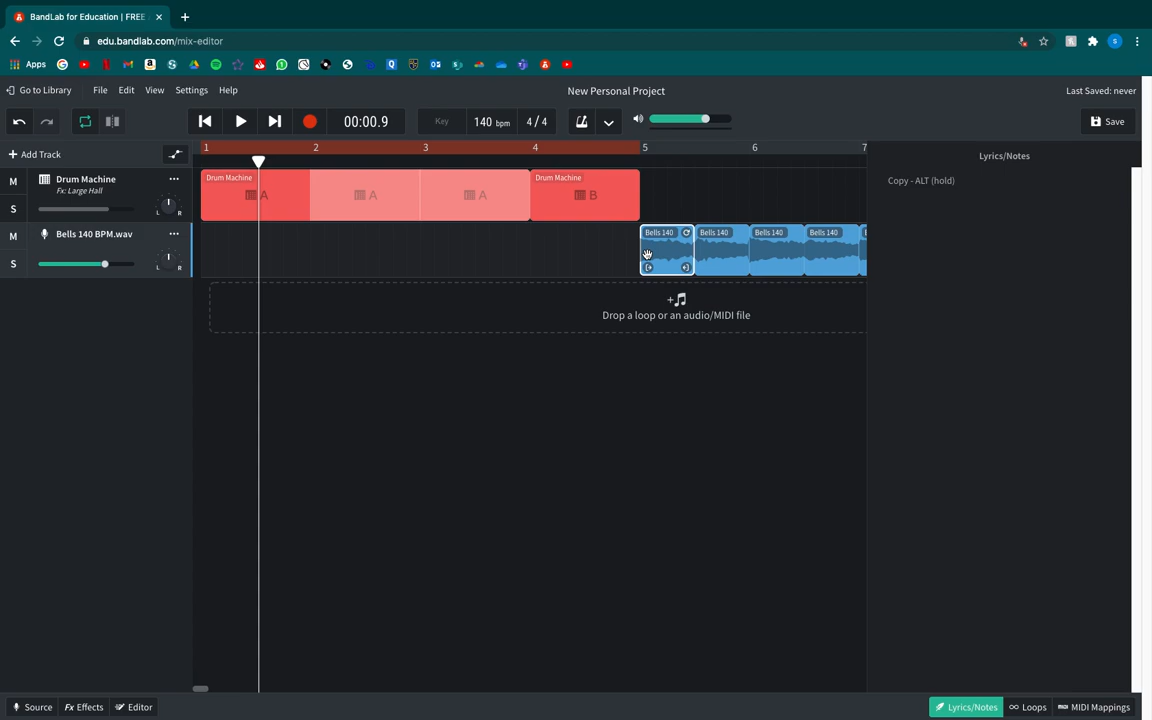 BandLab for Education | FREE
edu.bandlab.com/mix-editor
Apps
Go to Library File Edit View Settings Help New Personal Project Last Saved: never
00:00.9 Key 140 bpm 4 / 4 Save
Add Track 1 2 3 4 5 6 7 Lyrics/Notes
M Drum Machine Drum Machine Drum Machine Copy - ALT (hold)
Fx: Large Hall A A A B
S L R
M Bells 140 BPM.wav Bells 140 Bells 140 Bells 140 Bells 140
S L R
Drop a loop or an audio/MIDI file
Source Fx Effects Editor Lyrics/Notes Loops MIDI Mappings